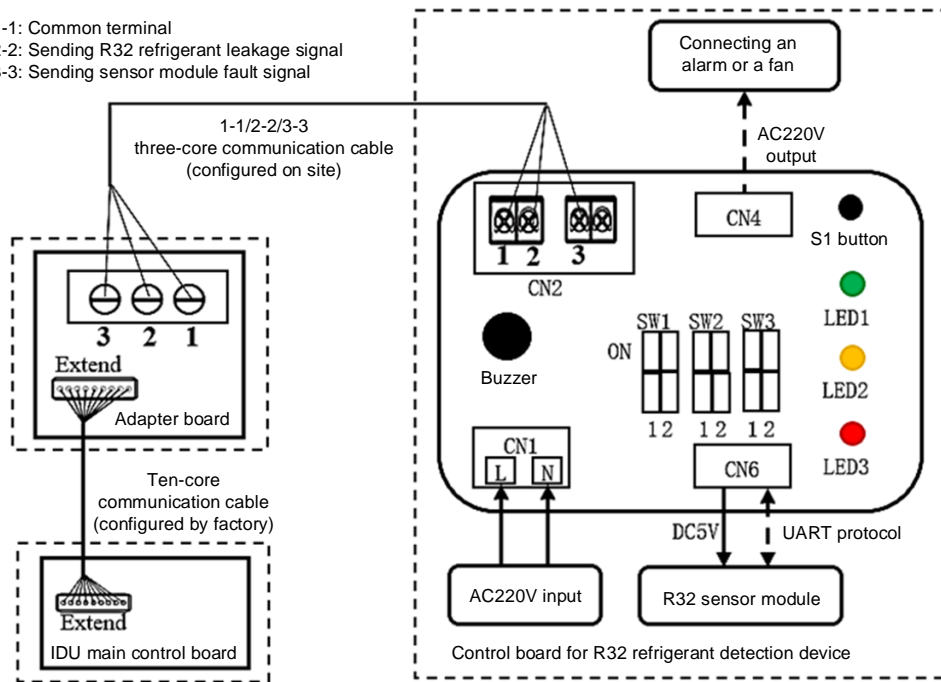 -1: Common terminal
-2: Sending R32 refrigerant leakage signal
-3: Sending sensor module fault signal
1-1/2-2/3-3
three-core communication cable
(configured on site)
3 2 1
Extend
Adapter board
Ten-core
communication cable
(configured by factory)
Extend
IDU main control board
Connecting an
alarm or a fan
AC220V
output
CN4
S1 button
1 2 3
CN2
LED1
SW1 SW2 SW3
ON
Buzzer
LED2
1 2 1 2 1 2
CN1
L N
CN6
LED3
DC5V
UART protocol
AC220V input
R32 sensor module
Control board for R32 refrigerant detection device